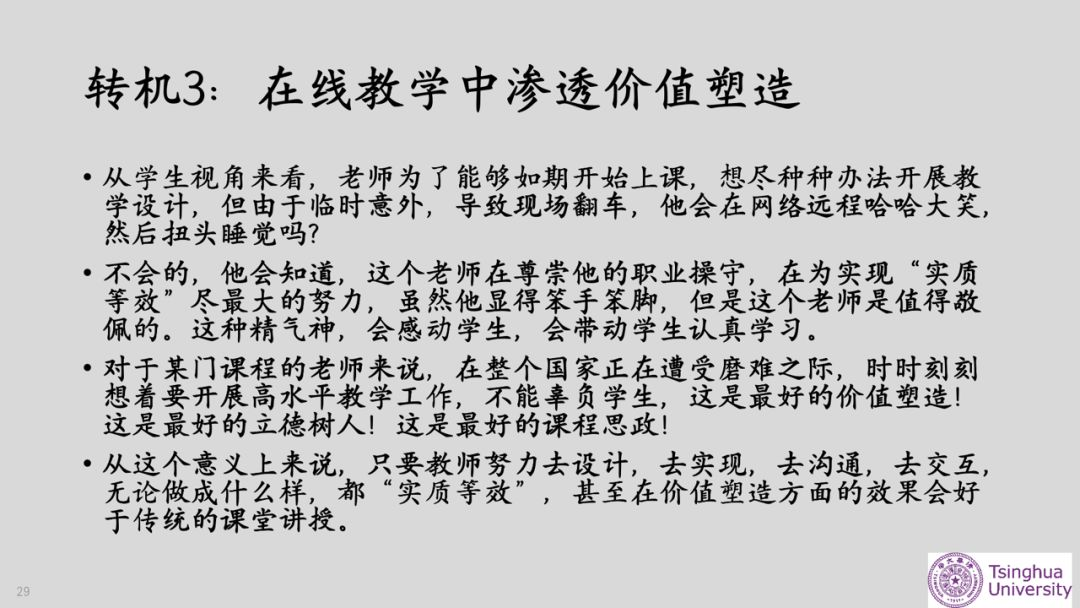 转机3： 在线教学中渗透价值塑造
• 从学生视角来看，老师为了能够如期开始上课，想尽种种办法开展教
学设计，但由于临时意外，导致现场翻车，他会在网络远程哈哈大笑，
然后扭头睡觉吗？
• 不会的，他会知道，这个老师在尊崇他的职业操守，在为实现“实质
等效”尽最大的努力，虽然他显得笨手笨脚，但是这个老师是值得敬
佩的。这种精气神，会感动学生，会带动学生认真学习。
• 对于某门课程的老师来说，在整个国家正在遭受磨难之际，时时刻刻
想着要开展高水平教学工作，不能辜负学生，这是最好的价值塑造！
这是最好的立德树人！这是最好的课程思政！
• 从这个意义上来说，只要教师努力去设计，去实现，去沟通，去交互，
无论做成什么样，都“实质等效”，甚至在价值塑造方面的效果会好
于传统的课堂讲授。
29
Tsinghua
University